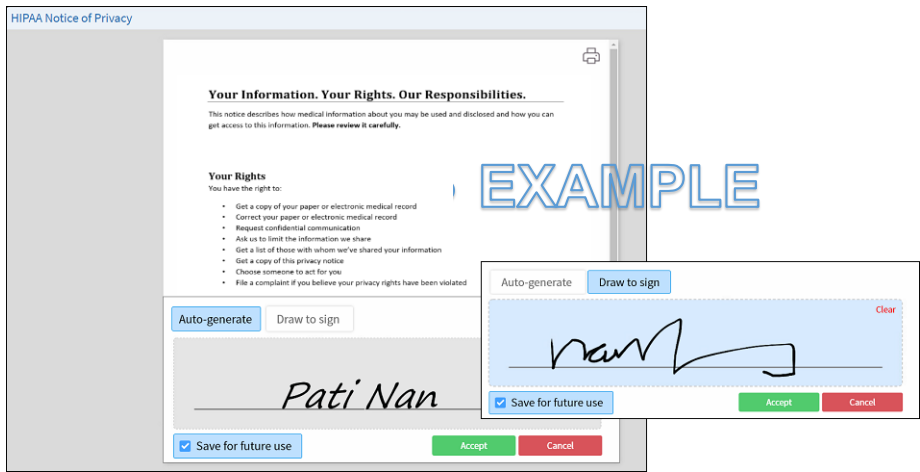 HIPAA Notice of Privacy
Your Information. Your Rights. Our Responsibilities.
This notice describes how medical information about you may be used and disclosed and how you can
get access to this information. Please review it carefully.
Your Rights
You have the right to:
• Get a copy of your paper or electronic medical record
• Correct your paper or electronic medical record
• Request confidential communication
• Ask us to limit the information we share
• Get a list of those with whom we've shared your information
• Get a copy of this privacy notice
• Choose someone to act for you
• File a complaint if you believe your privacy rights have been violated
EXAMPLE
Auto-generate Draw to sign
Pati Nan
Save for future use Accept Cancel
Auto-generate Draw to sign
Clear
Save for future use Accept Cancel